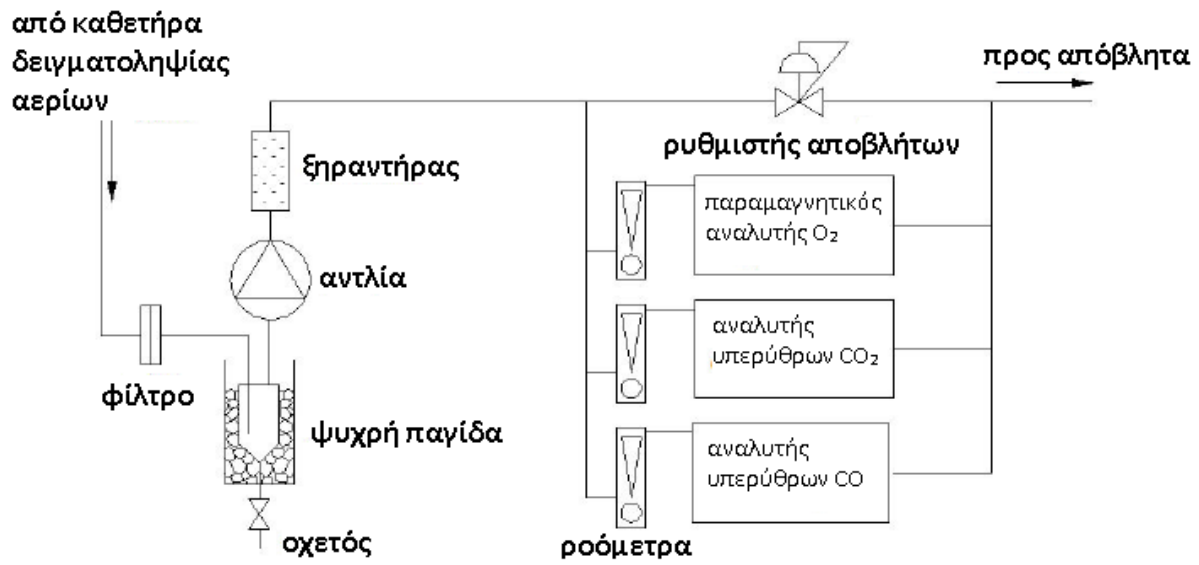 από καθετήρα
δειγματοληψίας
αερίων
προς απόβλητα
ξηραντήρας
ρυθμιστής αποβλήτων
παραμαγνητικός
αναλυτής O₂
αντλία
αναλυτής
υπερύθρων CO₂
φίλτρο
ψυχρή παγίδα
αναλυτής
υπερύθρων CO
οχετός
ροόμετρα